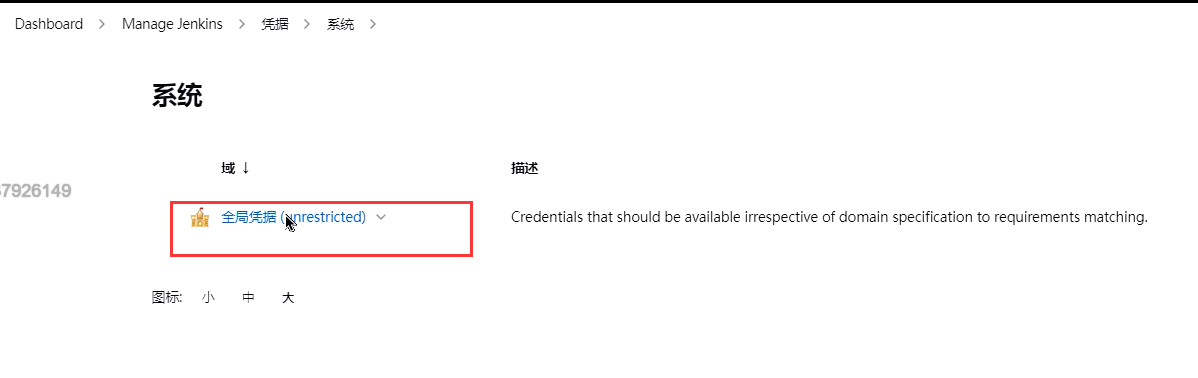 Dashboard > Manage Jenkins > 凭据 > 系统 >
系统
域 ↓ 描述
67926149
全局凭据 (unrestricted) Credentials that should be available irrespective of domain specification to requirements matching.
图标: 小 中 大